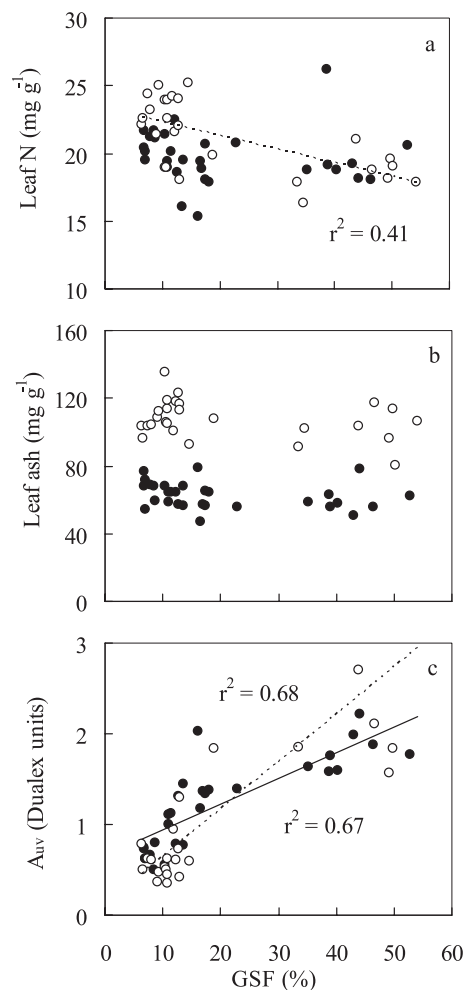 30
a
25
20
15
r² = 0.41
10
Leaf N (mg g⁻¹)
160
b
120
80
40
0
Leaf ash (mg g⁻¹)
3
c
r² = 0.68
2
1
r² = 0.67
0
Auv (Dualex units)
0 10 20 30 40 50 60
GSF (%)